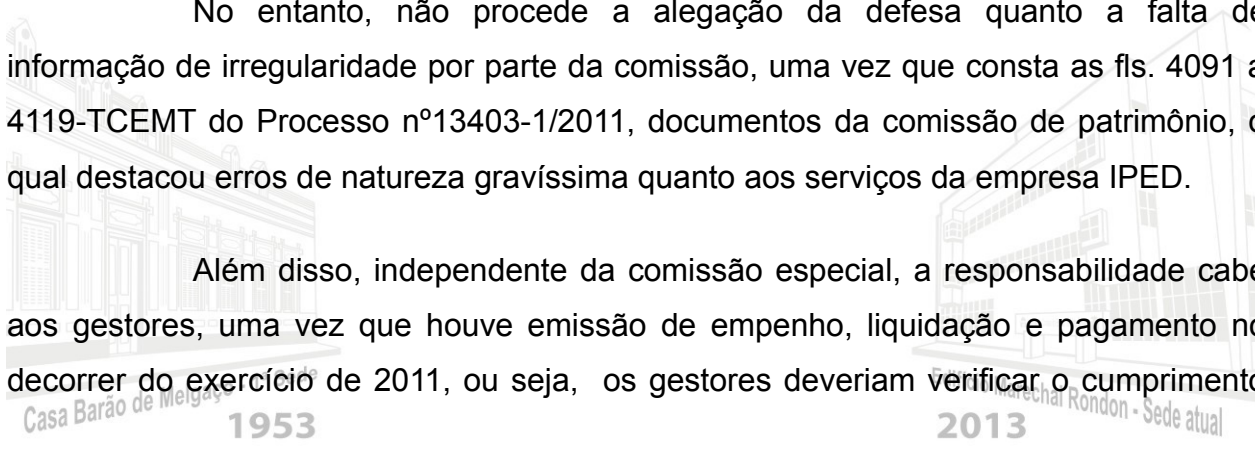 No entanto, não procede a alegação da defesa quanto a falta de
informação de irregularidade por parte da comissão, uma vez que consta as fls. 4091 a
4119-TCEMT do Processo nº13403-1/2011, documentos da comissão de patrimônio, o
qual destacou erros de natureza gravíssima quanto aos serviços da empresa IPED.
Além disso, independente da comissão especial, a responsabilidade cabe
aos gestores, uma vez que houve emissão de empenho, liquidação e pagamento no
decorrer do exercício de 2011, ou seja, os gestores deveriam verificar o cumprimento
Casa Barão de Melgaço
1953
Marechal Rondon - Sede atual
2013